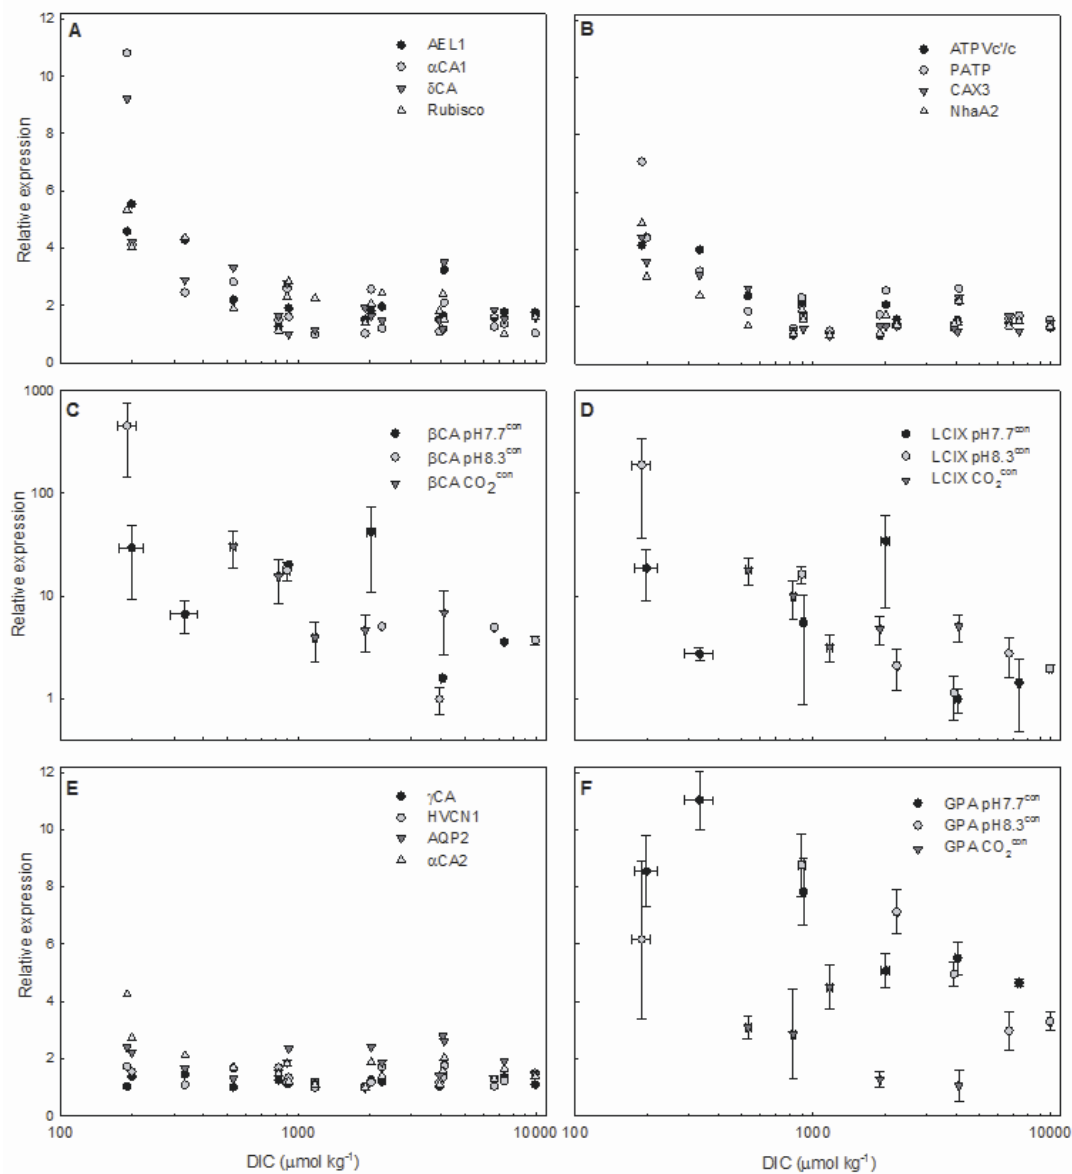 A
AEL1
αCA1
δCA
Rubisco
12
10
8
6
4
2
0
Relative expression
B
ATPVc'/c
PATP
CAX3
NhaA2
C
βCA pH7.7con
βCA pH8.3con
βCA CO2con
1000
100
10
1
Relative expression
D
LCIX pH7.7con
LCIX pH8.3con
LCIX CO2con
E
γCA
HVCN1
AQP2
αCA2
12
10
8
6
4
2
0
Relative expression
100
1000
10000
DIC (μmol kg-1)
F
GPA pH7.7con
GPA pH8.3con
GPA CO2con
100
1000
10000
DIC (μmol kg-1)